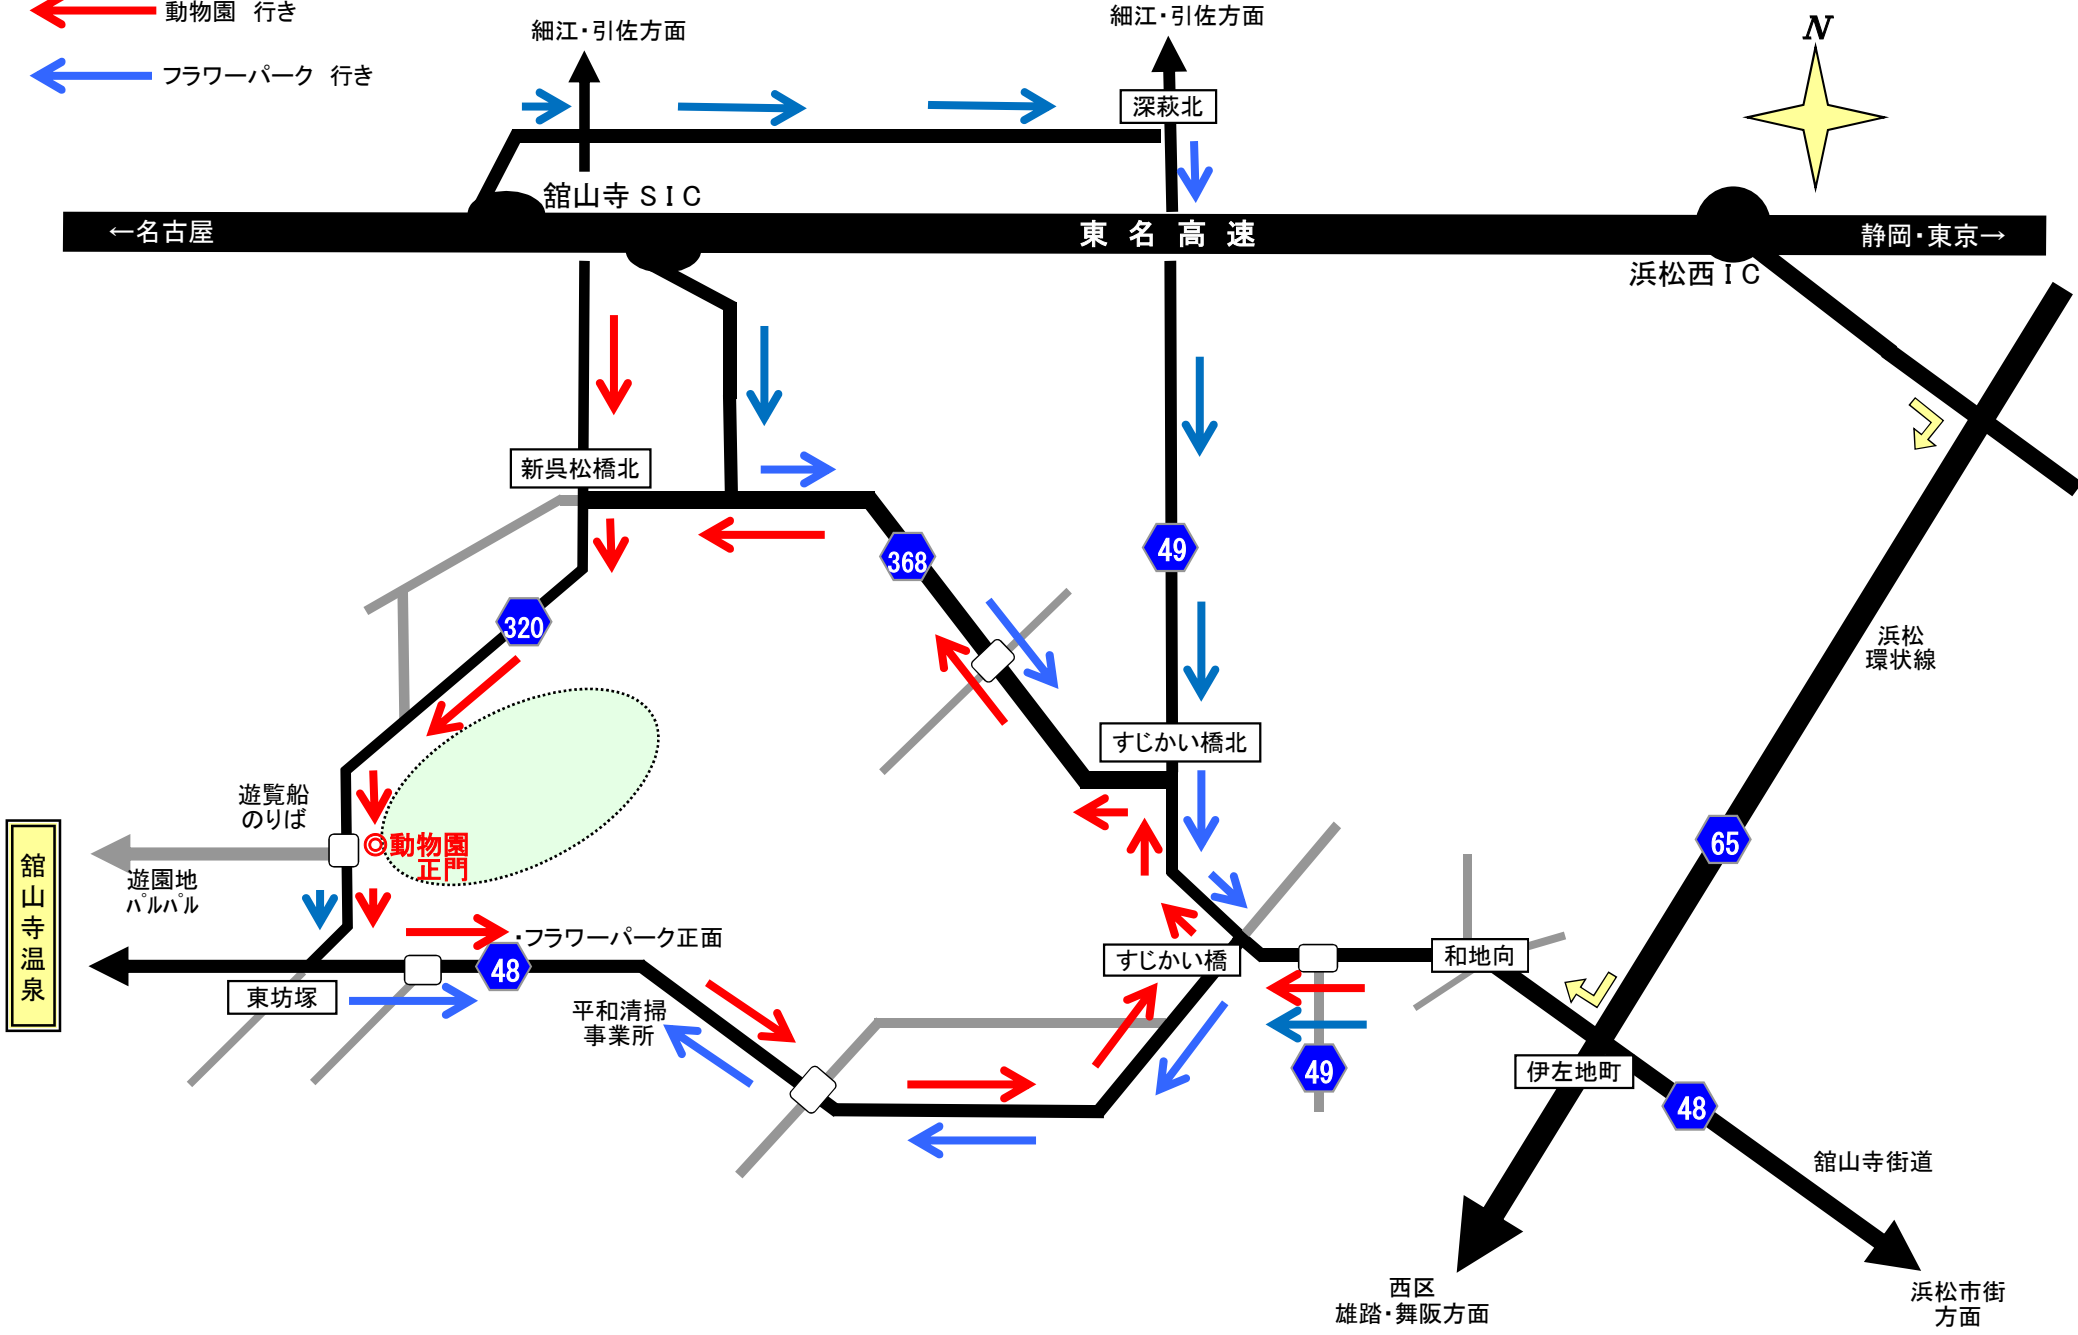 動物園 行き
フラワーパーク 行き
細江・引佐方面
細江・引佐方面
N
深萩北
舘山寺SIC
←名古屋
東名高速
静岡・東京→
浜松西IC
新呉松橋北
368
49
320
浜松
環状線
すじかい橋北
遊覧船
のりば
◎動物園
正門
65
舘山寺温泉
遊園地
パルパル
・フラワーパーク正面
48
すじかい橋
和地向
東坊塚
平和清掃
事業所
49
伊左地町
48
舘山寺街道
西区
雄踏・舞阪方面
浜松市街
方面